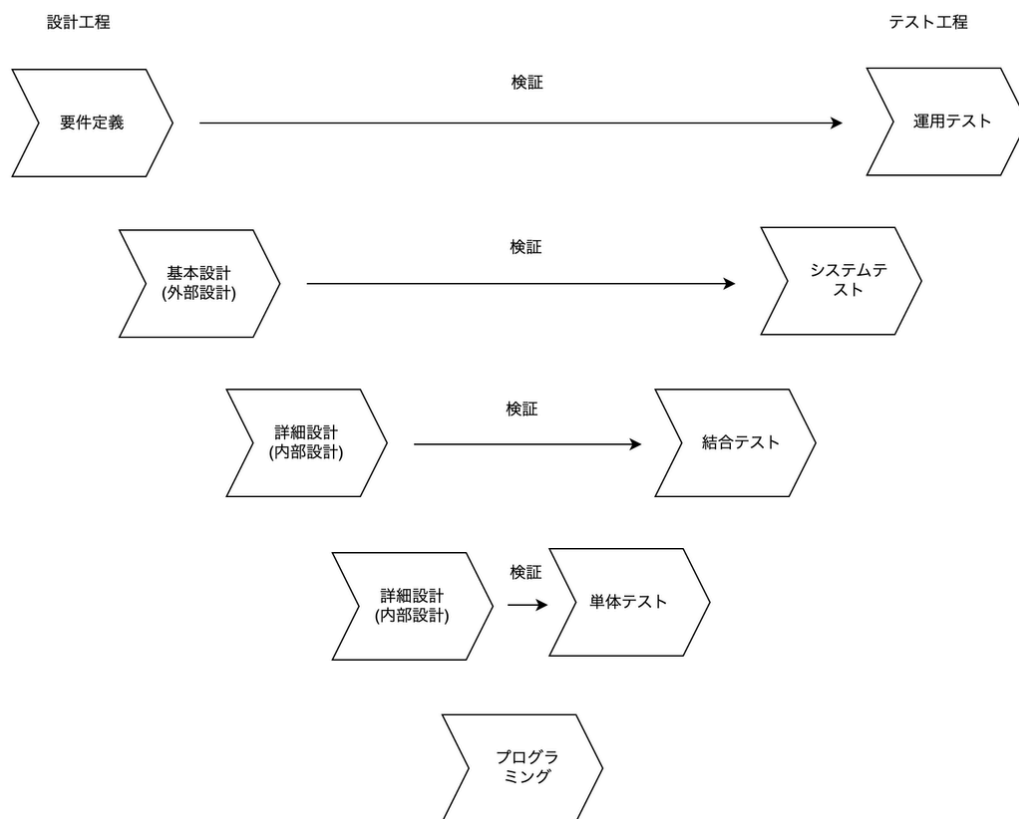 設計工程
テスト工程
検証
要件定義
運用テスト
検証
基本設計
(外部設計)
システムテ
スト
検証
詳細設計
(内部設計)
結合テスト
検証
詳細設計
(内部設計)
単体テスト
プログラ
ミング